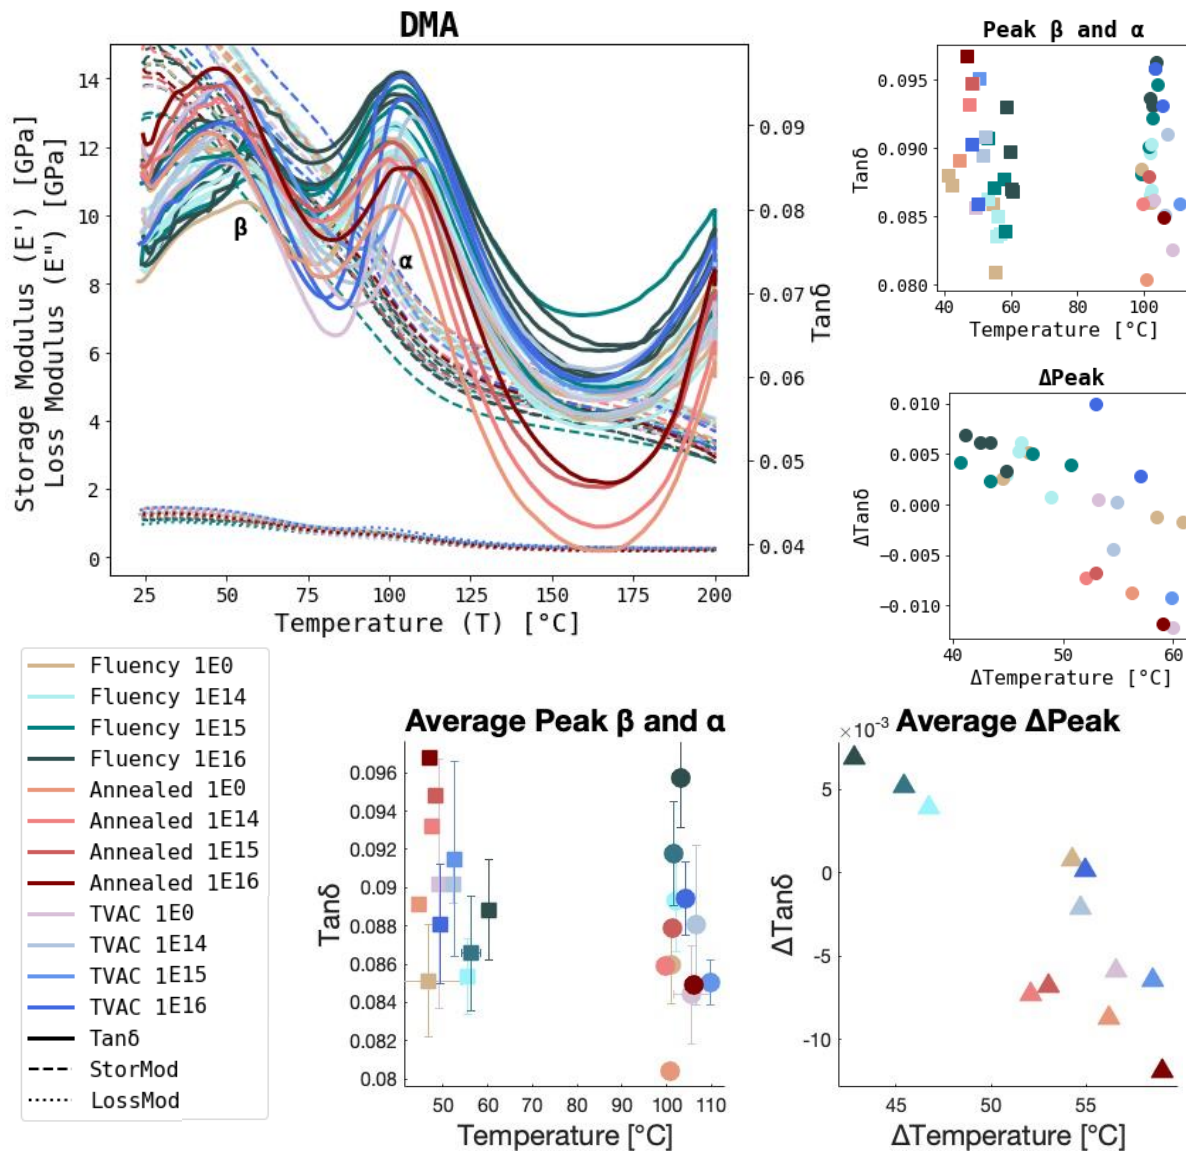 DMA
Storage Modulus (E') [GPa]
Loss Modulus (E") [GPa]
14
12
10
8
6
4
2
0
β
α
0.09
0.08
0.07
0.06
0.05
0.04
Tanδ
25 50 75 100 125 150 175 200
Temperature (T) [°C]
Peak β and α
Tanδ
0.095
0.090
0.085
0.080
40 60 80 100
Temperature [°C]
ΔPeak
ΔTanδ
0.010
0.005
0.000
−0.005
−0.010
40 50 60
ΔTemperature [°C]
Fluency 1E0
Fluency 1E14
Fluency 1E15
Fluency 1E16
Annealed 1E0
Annealed 1E14
Annealed 1E15
Annealed 1E16
TVAC 1E0
TVAC 1E14
TVAC 1E15
TVAC 1E16
Tanδ
StorMod
LossMod
Average Peak β and α
Tanδ
0.096
0.094
0.092
0.09
0.088
0.086
0.084
0.082
0.08
50 60 70 80 90 100 110
Temperature [°C]
×10⁻³ Average ΔPeak
ΔTanδ
5
0
-5
-10
45 50 55
ΔTemperature [°C]